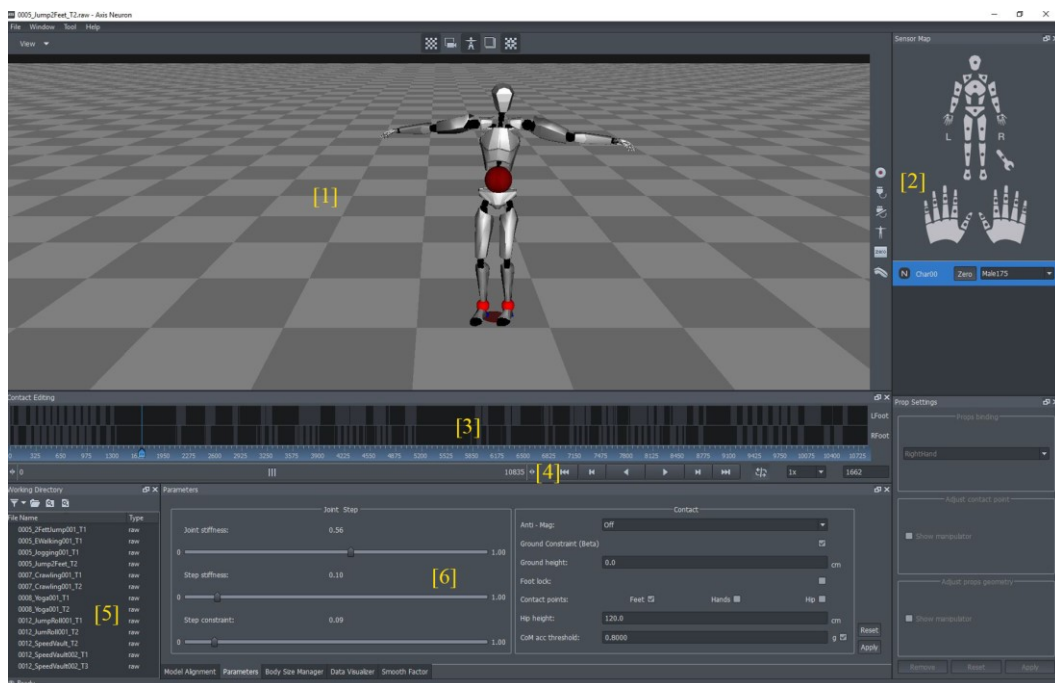 0005_Jump2Feet_T2.raw - Axis Neuron
File Window Tool Help
View
Sensor Map
L R
[1]
[2]
ZERO
N Char00 Zero Male175
Contact Editing
[3]
LFoot
RFoot
0 325 650 975 1300 1950 2275 2600 2925 3250 3575 3900 4225 4550 4875 5200 5525 5850 6175 6500 6825 7150 7475 7800 8125 8450 8775 9100 9425 9750 10075 10400 10725
0 10835 [4] 1x 1662
Prop Settings
Props binding
RightHand
Adjust contact point
Show manipulator
Adjust props geometry
Show manipulator
Remove Reset Apply
Working Directory
File Name Type
0005_2FettJump001_T1 raw
0005_EWalking001_T1 raw
0005_Jogging001_T1 raw
0005_Jump2Feet_T2 raw
0007_Crawling001_T1 raw
0007_Crawling001_T2 raw
0008_Yoga001_T1 raw
0008_Yoga001_T2 raw
[5]
0012_JumpRoll001_T1 raw
0012_JumRoll001_T2 raw
0012_SpeedVault_T2 raw
0012_SpeedVault002_T1 raw
0012_SpeedVault002_T3 raw
Ready
Parameters
Joint Step
Joint stiffness: 0.56
0 1.00
Step stiffness: 0.10
[6]
0 1.00
Step constraint: 0.09
0 1.00
Contact
Anti - Mag: Off
Ground Constraint (Beta)
Ground height: 0.0 cm
Foot lock:
Contact points: Feet Hands Hip
Hip height: 120.0 cm
CoM acc threshold: 0.8000 g
Reset
Apply
Model Alignment Parameters Body Size Manager Data Visualizer Smooth Factor